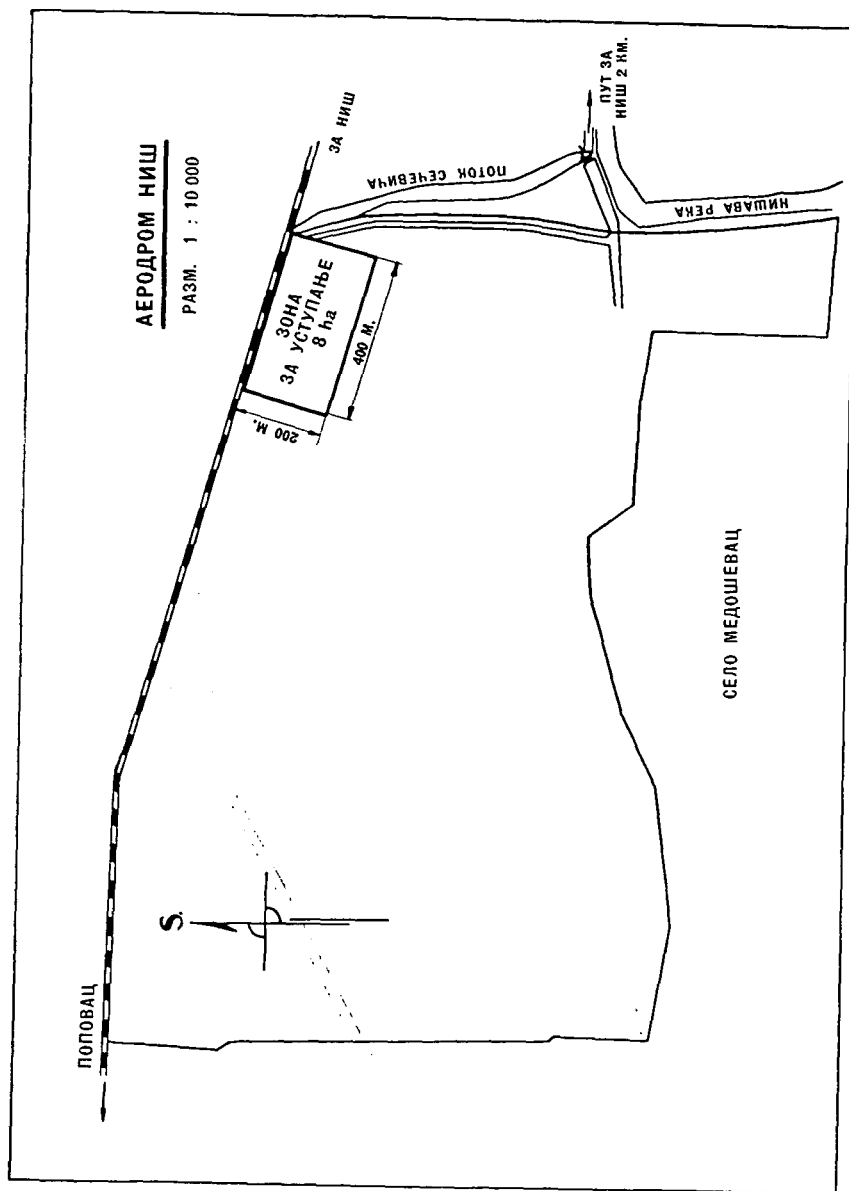 АЕРОДРОМ НИШ
РАЗМ. 1 : 10 000
ЗА НИШ
ЗОНА
ЗА УСТУПАЊЕ
8 ha
200 М.
400 М.
ПОТОК СЕЧЕВИЧА
ПУТ ЗА
НИШ 2 КМ.
НИШАВА РЕКА
ПОПОВАЦ
S.
СЕЛО МЕДОШЕВАЦ